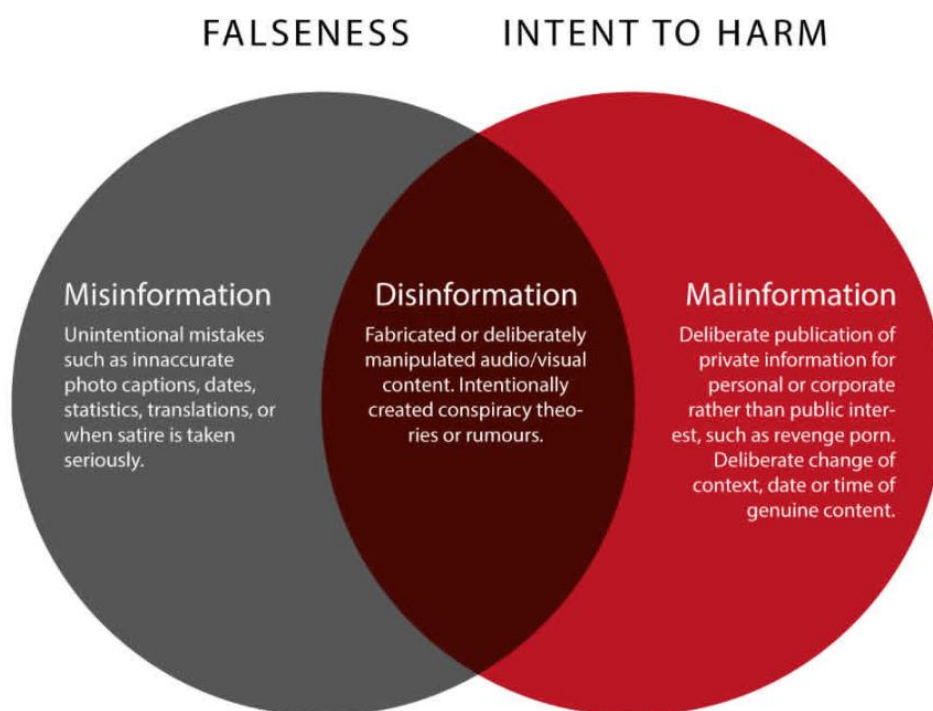 FALSENESS INTENT TO HARM
Misinformation
Unintentional mistakes
such as innaccurate
photo captions, dates,
statistics, translations, or
when satire is taken
seriously.
Disinformation
Fabricated or deliberately
manipulated audio/visual
content. Intentionally
created conspiracy theo-
ries or rumours.
Malinformation
Deliberate publication of
private information for
personal or corporate
rather than public inter-
est, such as revenge porn.
Deliberate change of
context, date or time of
genuine content.